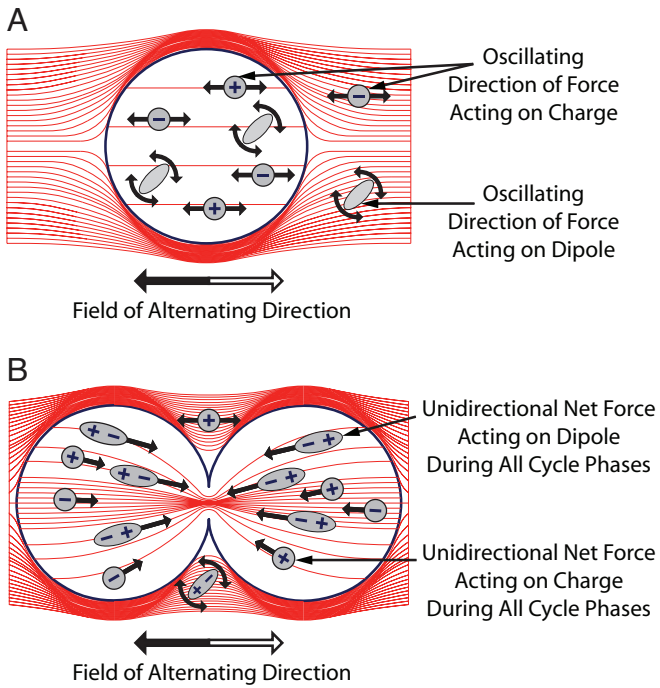 A
Oscillating
Direction of Force
Acting on Charge
+
−
−
−
+
Oscillating
Direction of Force
Acting on Dipole
Field of Alternating Direction
B
+
+ −
− +
Unidirectional Net Force
Acting on Dipole
During All Cycle Phases
+
+ −
− +
+
−
−
− +
− +
−
+
Unidirectional Net Force
Acting on Charge
During All Cycle Phases
+ −
Field of Alternating Direction